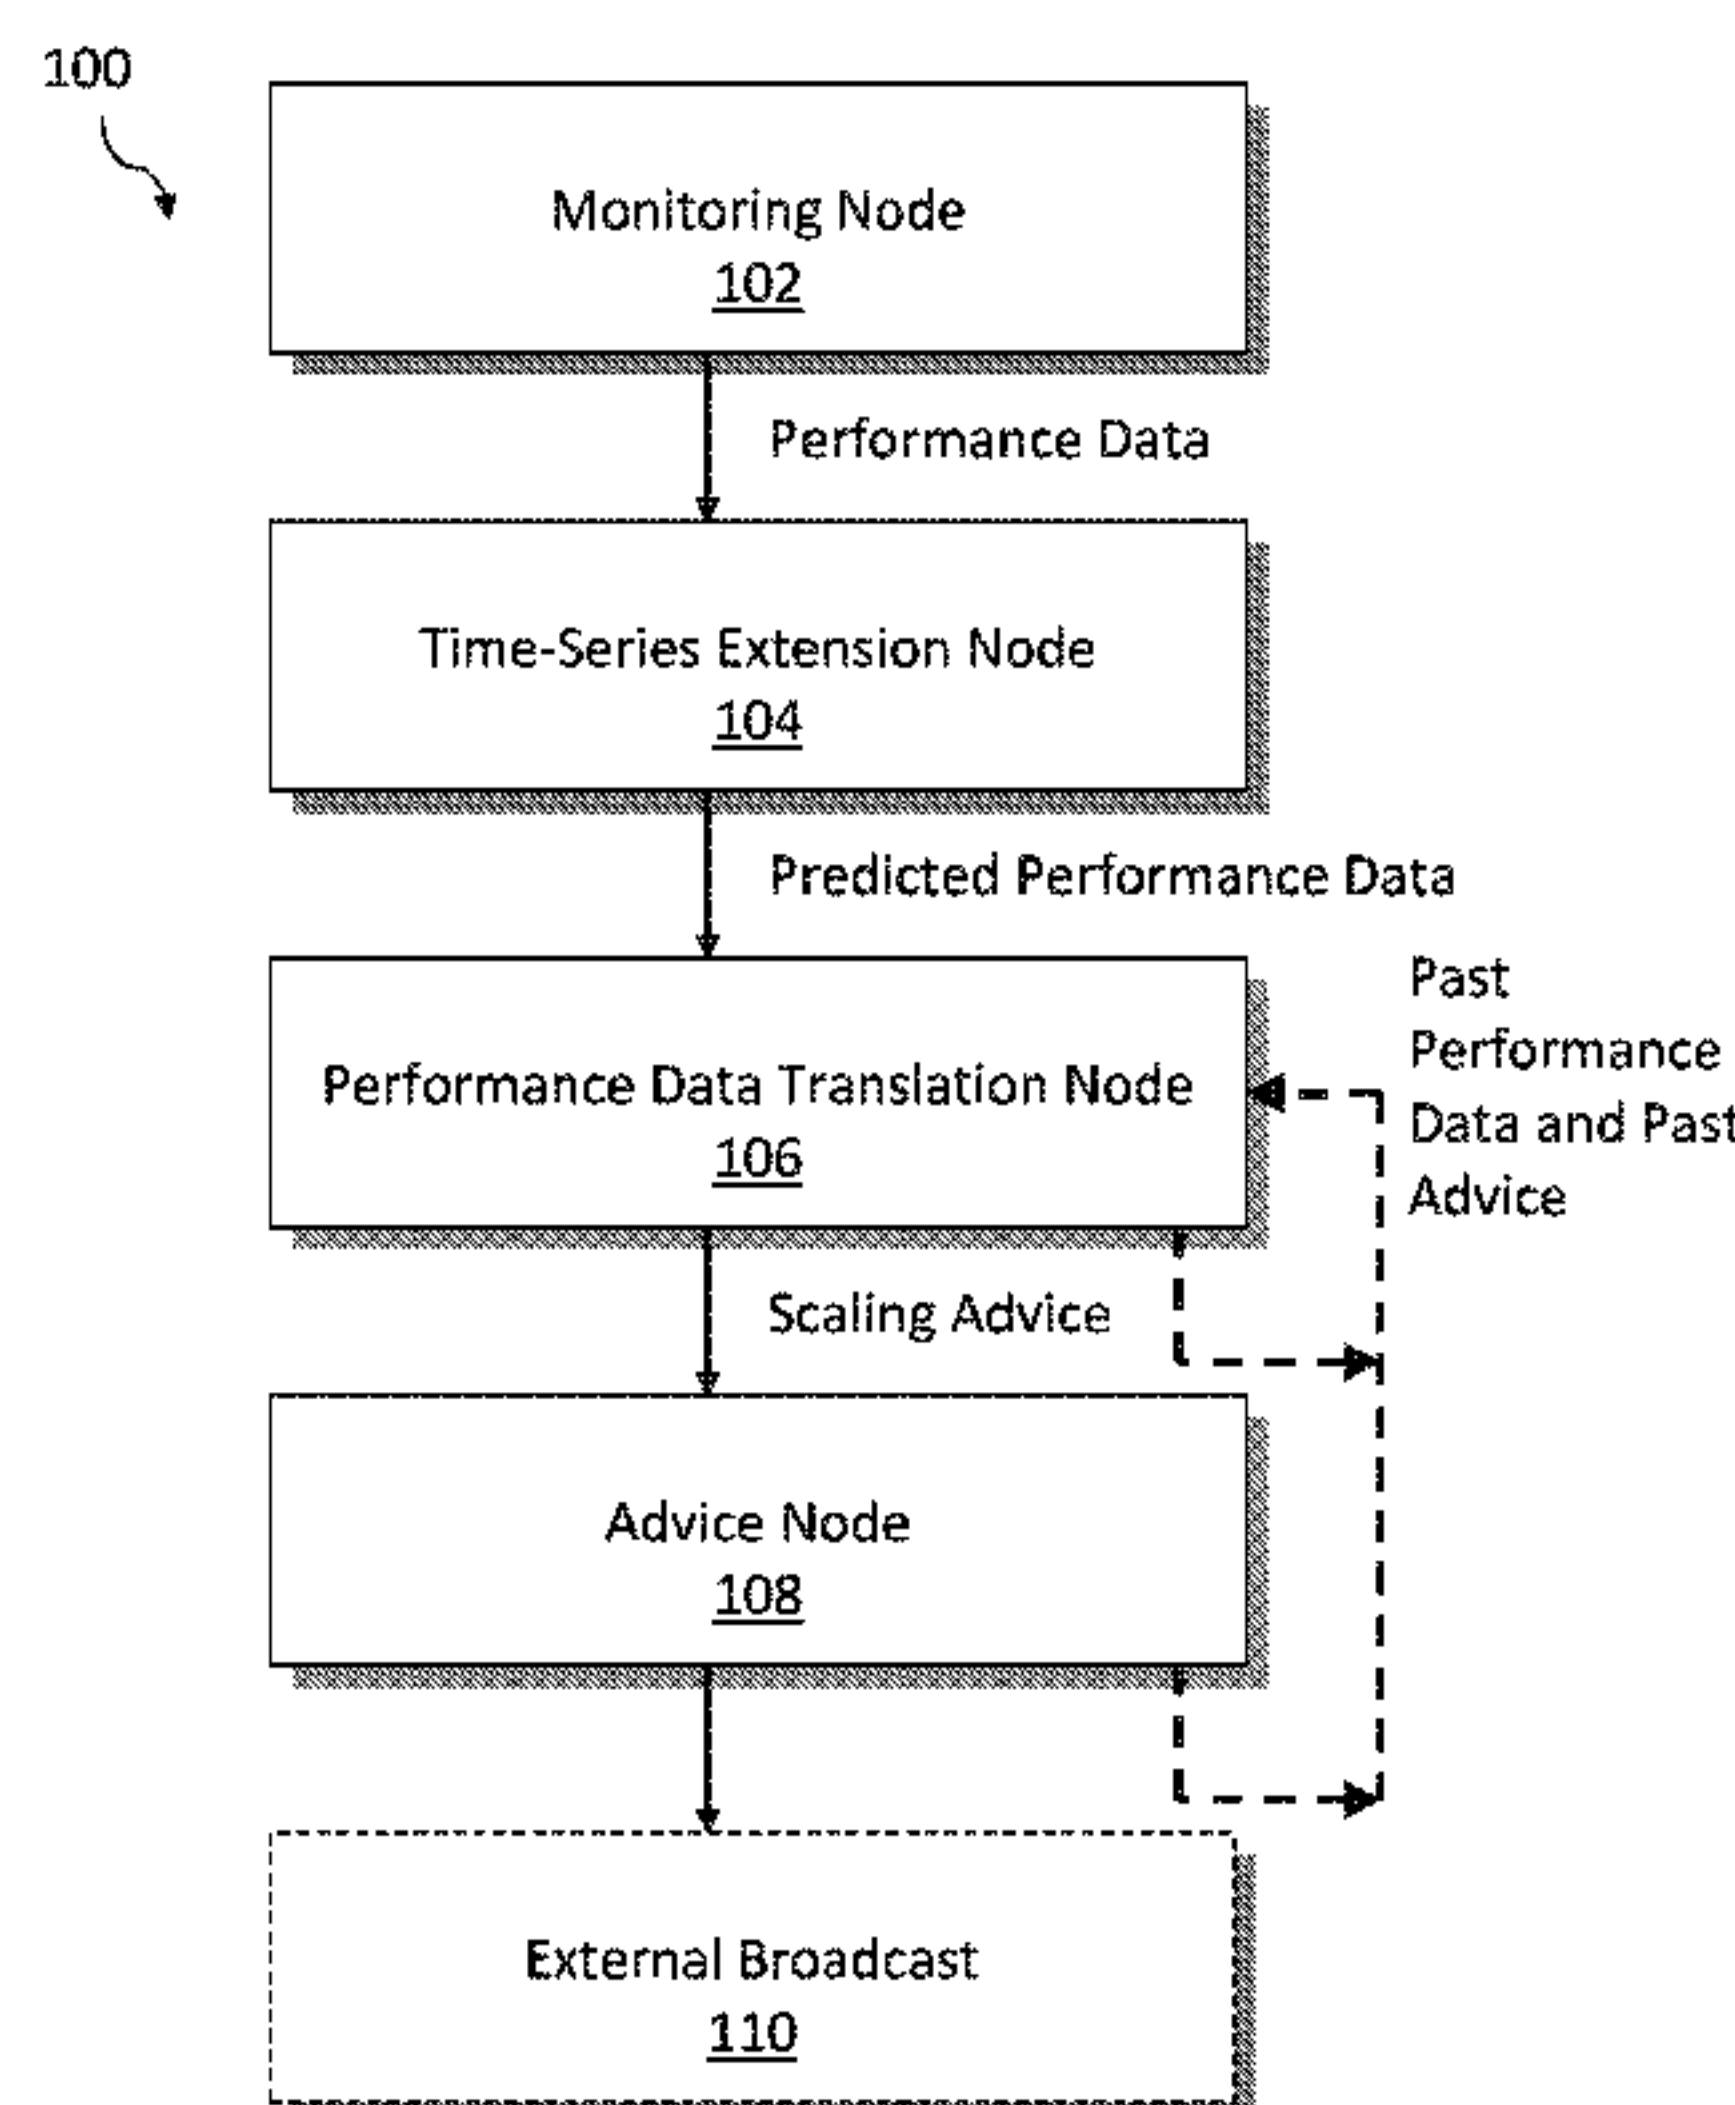 100
Monitoring Node
102
Performance Data
Time-Series Extension Node
104
Predicted Performance Data
Performance Data Translation Node
106
Past
Performance
Data and Past
Advice
Scaling Advice
Advice Node
108
External Broadcast
110